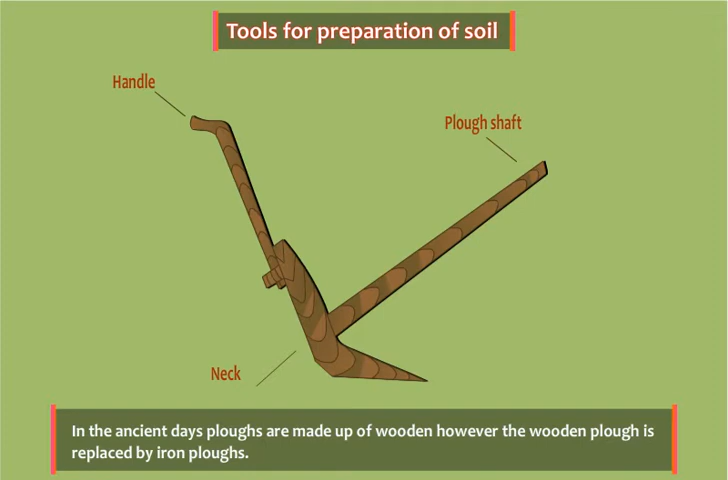 Tools for preparation of soil
Handle
Plough shaft
Neck
In the ancient days ploughs are made up of wooden however the wooden plough is
replaced by iron ploughs.